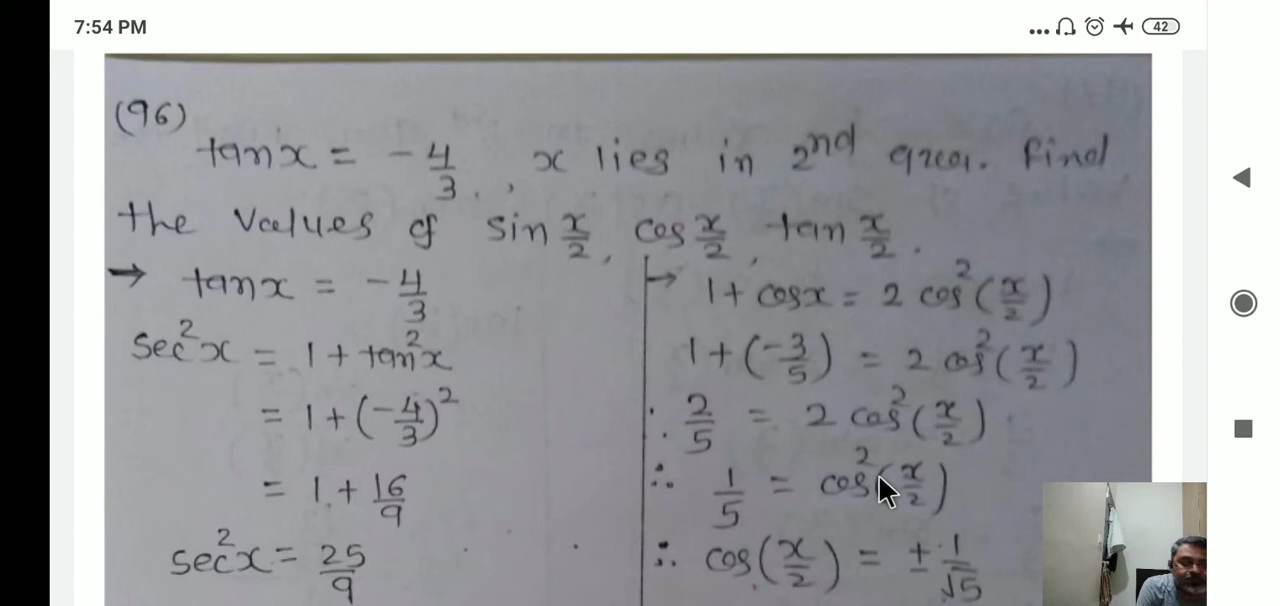 7:54 PM
42
(96)
tan x = -4/3, x lies in 2nd qua. Find
the values of sin x/2, cos x/2, tan x/2.
→ tan x = -4/3
sec²x = 1 + tan²x
= 1 + (-4/3)²
= 1 + 16/9
sec²x = 25/9
→ 1 + cosx = 2 cos²(x/2)
1 + (-3/5) = 2 cos²(x/2)
∴ 2/5 = 2 cos²(x/2)
∴ 1/5 = cos²(x/2)
∴ cos(x/2) = ± 1/√5